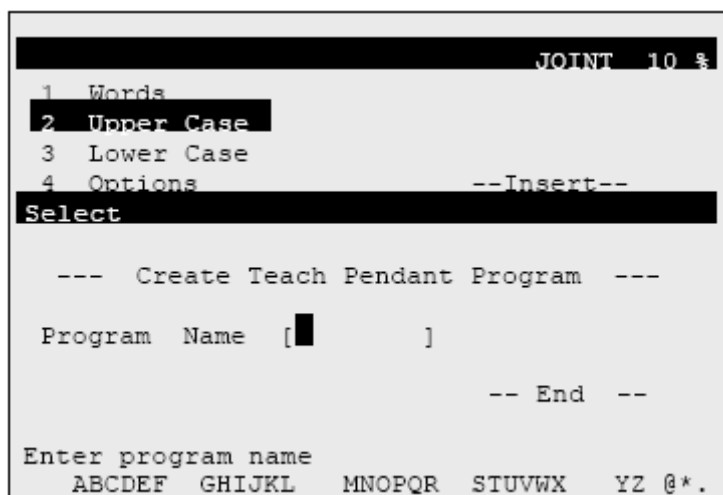 JOINT 10 %
1 Words
2 Upper Case
3 Lower Case
4 Options --Insert--
Select
--- Create Teach Pendant Program ---
Program Name [ ]
-- End --
Enter program name
ABCDEF GHIJKL MNOPQR STUVWX YZ @*.